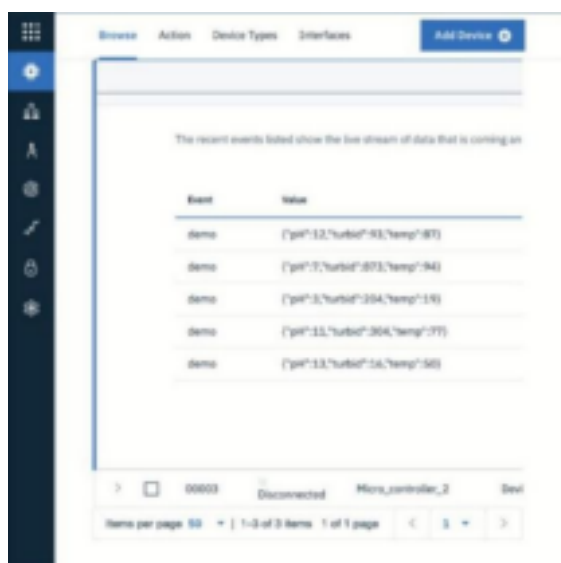 Browse Action Device Types Interfaces Add Device
The recent events listed show the live stream of data that is coming an
Event Value
demo {"pH":12,"turbid":93,"temp":87}
demo {"pH":7,"turbid":873,"temp":94}
demo {"pH":3,"turbid":204,"temp":19}
demo {"pH":11,"turbid":304,"temp":77}
demo {"pH":13,"turbid":16,"temp":50}
00003 Disconnected Micro_controller_2 Devi
Items per page 50 | 1-3 of 3 items 1 of 1 page 1